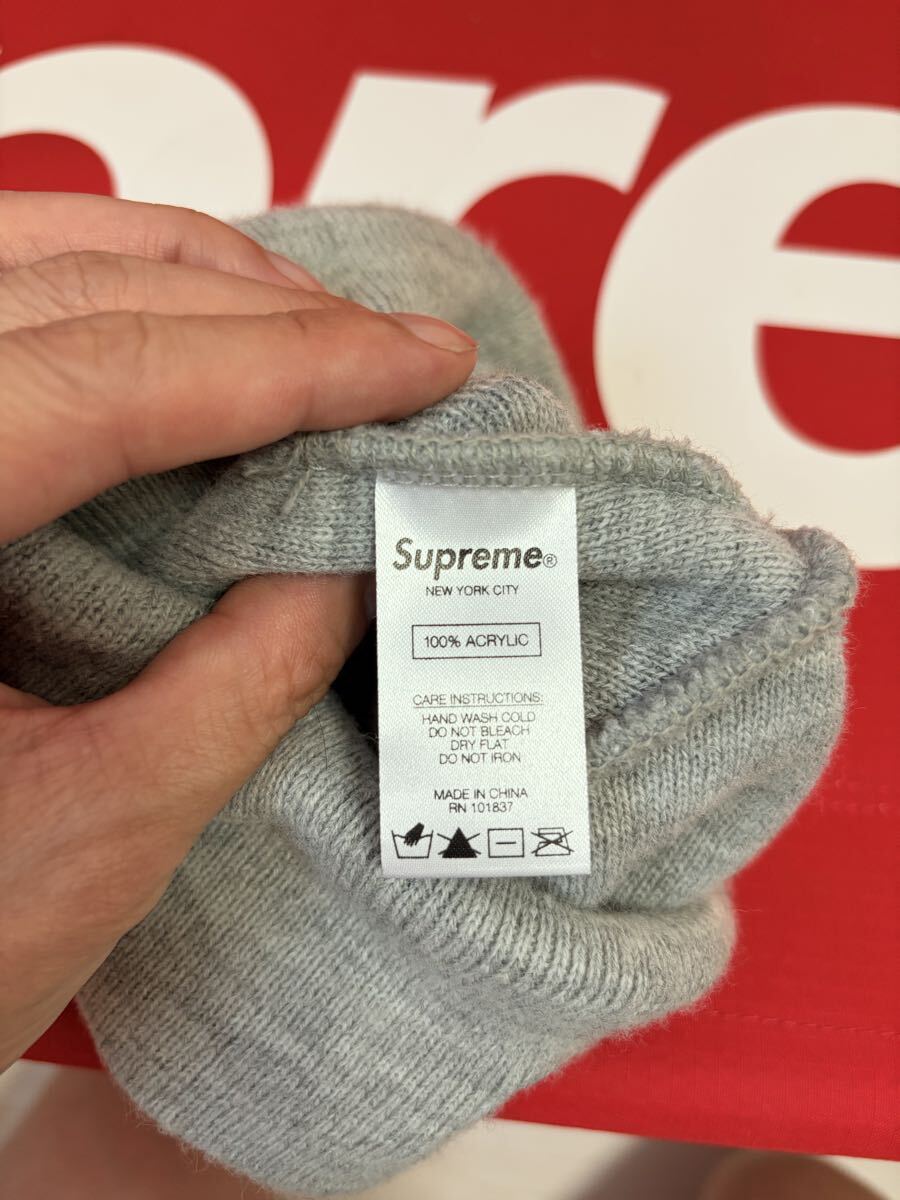 ore
Supreme®
NEW YORK CITY
100% ACRYLIC
CARE INSTRUCTIONS:
HAND WASH COLD
DO NOT BLEACH
DRY FLAT
DO NOT IRON
MADE IN CHINA
RN 101837